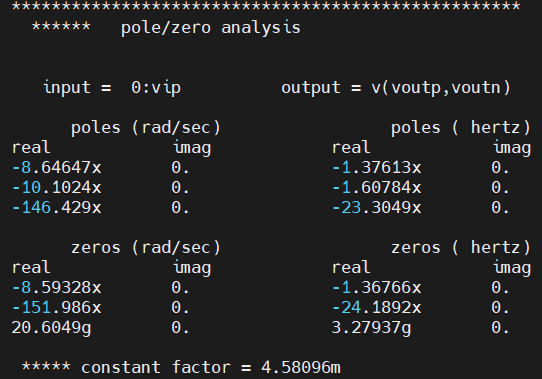 ***************************************************
****** pole/zero analysis
input = 0:vip output = v(voutp,voutn)
poles (rad/sec) poles ( hertz)
real imag real imag
-8.64647x 0. -1.37613x 0.
-10.1024x 0. -1.60784x 0.
-146.429x 0. -23.3049x 0.
zeros (rad/sec) zeros ( hertz)
real imag real imag
-8.59328x 0. -1.36766x 0.
-151.986x 0. -24.1892x 0.
20.6049g 0. 3.27937g 0.
***** constant factor = 4.58096m